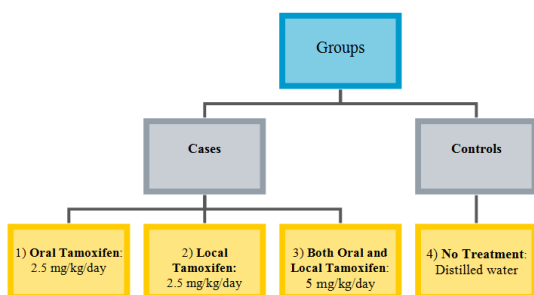 Groups
Cases
Controls
1) Oral Tamoxifen:
2.5 mg/kg/day
2) Local
Tamoxifen:
2.5 mg/kg/day
3) Both Oral and
Local Tamoxifen:
5 mg/kg/day
4) No Treatment:
Distilled water